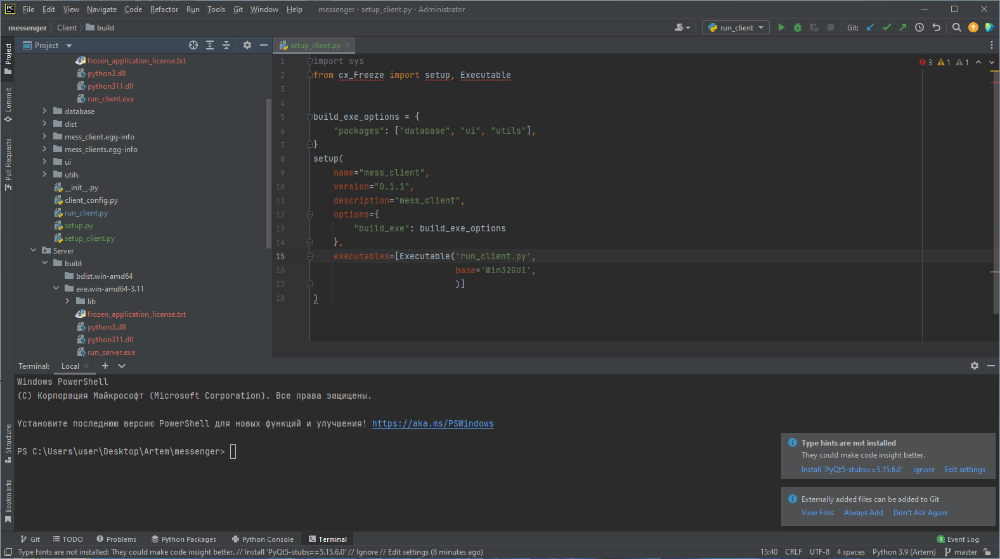 PC File Edit View Navigate Code Refactor Run Tools Git Window Help messenger - setup_client.py - Administrator
messenger Client build run_client Git:
Project
setup_client.py
Project
Commit
Pull Requests
Structure
Bookmarks
frozen_application_license.txt
python3.dll
python311.dll
run_client.exe
database
dist
mess_client.egg-info
mess_clients.egg-info
ui
utils
__init__.py
client_config.py
run_client.py
setup.py
setup_client.py
Server
build
bdist.win-amd64
exe.win-amd64-3.11
lib
frozen_application_license.txt
python3.dll
python311.dll
run_server.exe
3 1 1
1 import sys
2 from cx_Freeze import setup, Executable
3
4
5 build_exe_options = {
6 "packages": ["database", "ui", "utils"],
7 }
8 setup(
9 name="mess_client",
10 version="0.1.1",
11 description="mess_client",
12 options={
13 "build_exe": build_exe_options
14 },
15 executables=[Executable('run_client.py',
16 base='Win32GUI',
17 )]
18 )
Terminal: Local
Windows PowerShell
(C) Корпорация Майкрософт (Microsoft Corporation). Все права защищены.
Установите последнюю версию PowerShell для новых функций и улучшения! https://aka.ms/PSWindows
PS C:\Users\user\Desktop\Artem\messenger>
Type hints are not installed
They could make code insight better.
Install 'PyQt5-stubs==5.15.6.0' Ignore Edit settings
Externally added files can be added to Git
View Files Always Add Don't Ask Again
Git TODO Problems Python Packages Python Console Terminal 3 Event Log
Type hints are not installed: They could make code insight better. // Install 'PyQt5-stubs==5.15.6.0' // Ignore // Edit settings (8 minutes ago) 15:40 CRLF UTF-8 4 spaces Python 3.9 (Artem) master